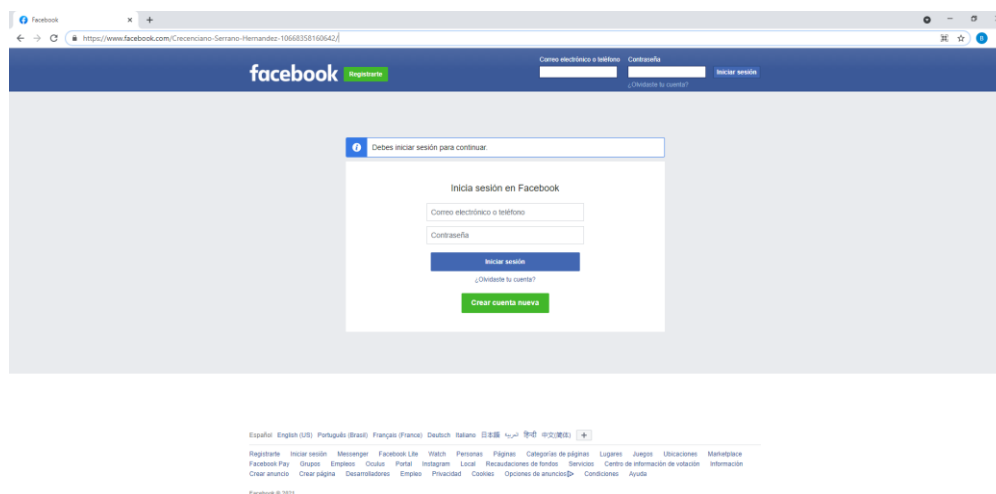 Facebook
https://www.facebook.com/Crecenciano-Serrano-Hernandez-10668358160642/
B
facebook Registrarte
Correo electrónico o teléfono Contraseña
Iniciar sesión
¿Olvidaste tu cuenta?
Debes iniciar sesión para continuar.
Inicia sesión en Facebook
Correo electrónico o teléfono
Contraseña
Iniciar sesión
¿Olvidaste tu cuenta?
Crear cuenta nueva
Español English (US) Português (Brasil) Français (France) Deutsch Italiano 日本語 العربية हिन्दी 中文(简体) +
Registrarte Iniciar sesión Messenger Facebook Lite Watch Personas Páginas Categorías de páginas Lugares Juegos Ubicaciones Marketplace
Facebook Pay Grupos Empleos Oculus Portal Instagram Local Recaudaciones de fondos Servicios Centro de información de votación Información
Crear anuncio Crear página Desarrolladores Empleo Privacidad Cookies Opciones de anuncios Condiciones Ayuda
Facebook © 2021